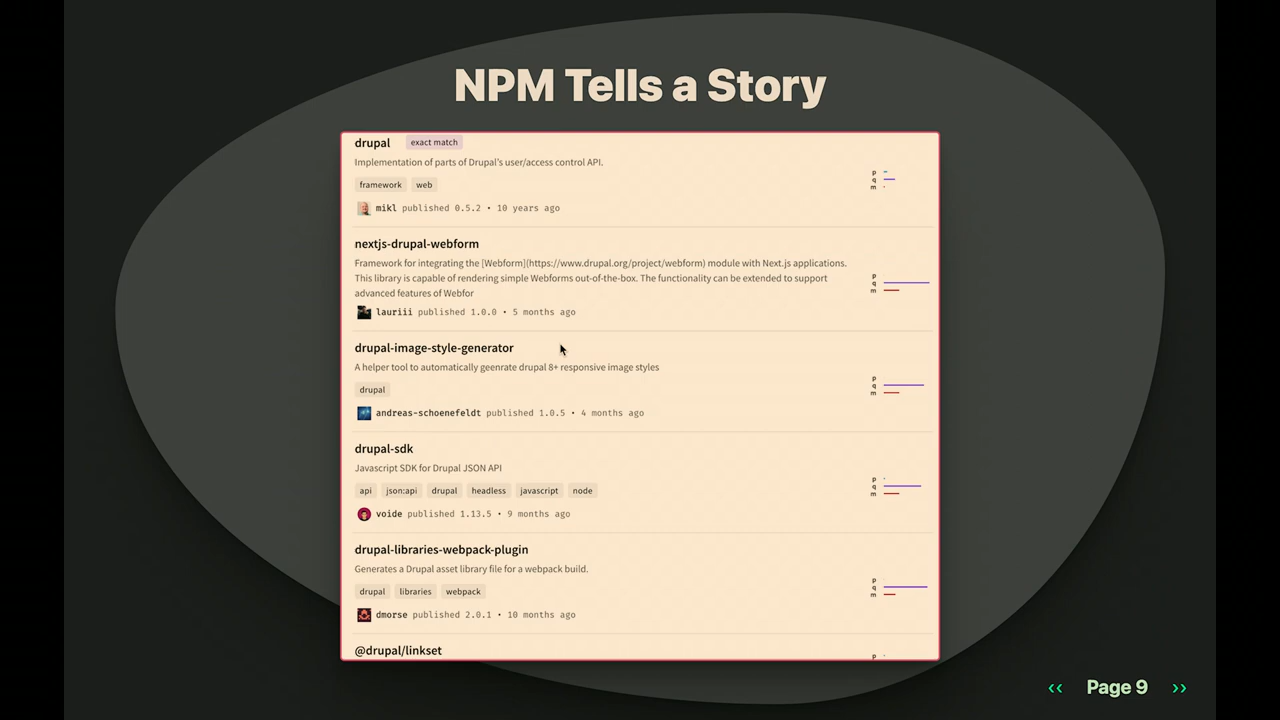 NPM Tells a Story
drupal exact match
Implementation of parts of Drupal's user/access control API.
framework web
mikl published 0.5.2 • 10 years ago
p
q
m
nextjs-drupal-webform
Framework for integrating the [Webform](https://www.drupal.org/project/webform) module with Next.js applications.
This library is capable of rendering simple Webforms out-of-the-box. The functionality can be extended to support
advanced features of Webfor
lauriii published 1.0.0 • 5 months ago
p
q
m
drupal-image-style-generator
A helper tool to automatically geenrate drupal 8+ responsive image styles
drupal
andreas-schoenefeldt published 1.0.5 • 4 months ago
p
q
m
drupal-sdk
Javascript SDK for Drupal JSON API
api json:api drupal headless javascript node
voide published 1.13.5 • 9 months ago
p
q
m
drupal-libraries-webpack-plugin
Generates a Drupal asset library file for a webpack build.
drupal libraries webpack
dmorse published 2.0.1 • 10 months ago
p
q
m
@drupal/linkset
p
‹‹ Page 9 ››